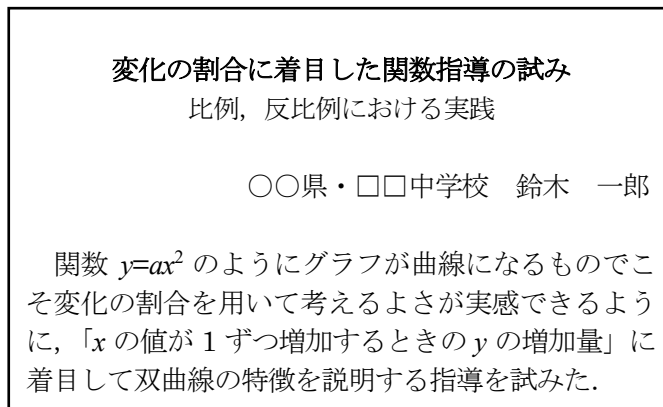 変化の割合に着目した関数指導の試み
比例，反比例における実践
○○県・□□中学校　鈴木　一郎
　関数 y=ax² のようにグラフが曲線になるものでこ
そ変化の割合を用いて考えるよさが実感できるよう
に，「x の値が 1 ずつ増加するときの y の増加量」に
着目して双曲線の特徴を説明する指導を試みた．